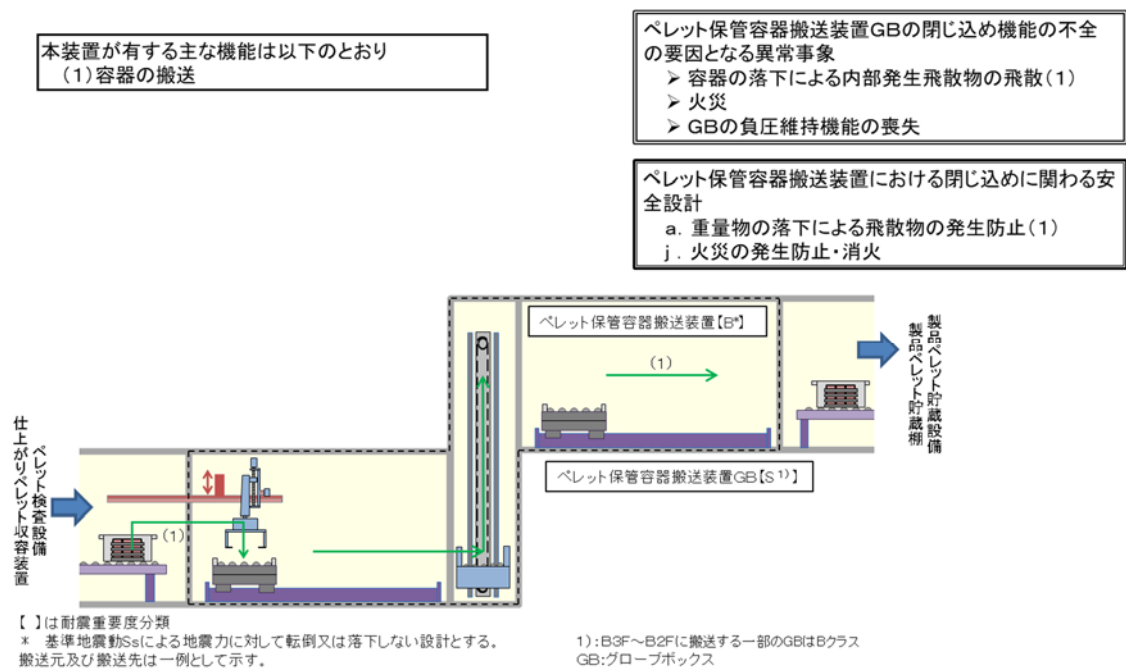 本装置が有する主な機能は以下のとおり
(1)容器の搬送
ペレット保管容器搬送装置GBの閉じ込め機能の不全
の要因となる異常事象
➢ 容器の落下による内部発生飛散物の飛散(1)
➢ 火災
➢ GBの負圧維持機能の喪失
ペレット保管容器搬送装置における閉じ込めに関わる安
全設計
a. 重量物の落下による飛散物の発生防止(1)
j. 火災の発生防止・消火
ペレット保管容器搬送装置【B*】
(1)
製品ペレット貯蔵設備
製品ペレット貯蔵棚
ペレット保管容器搬送装置GB【S¹⁾】
ペレット検査設備
仕上がりペレット収容装置
(1)
【 】は耐震重要度分類
* 基準地震動Ssによる地震力に対して転倒又は落下しない設計とする。
搬送元及び搬送先は一例として示す。
1):B3F~B2Fに搬送する一部のGBはBクラス
GB:グローブボックス